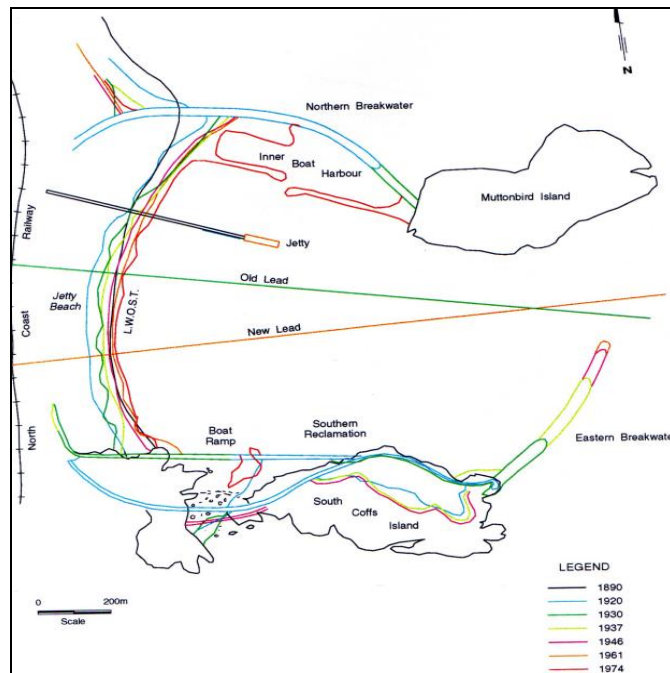 N
Northern Breakwater
Inner
Boat
Harbour
Muttonbird Island
Railway
Jetty
Old Lead
Jetty
Beach
L.W.O.S.T.
Coast
New Lead
Boat
Ramp
Southern
Reclamation
North
Eastern Breakwate
South
Coffs
Island
LEGEND
1890
1920
1930
1937
1946
1961
1974
0 200m
Scale